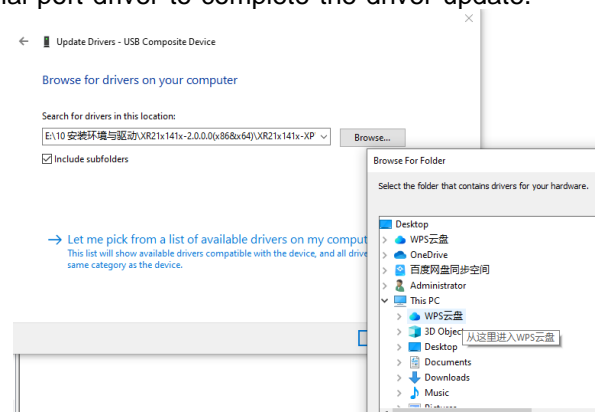 nal port driver to complete the driver update.
Update Drivers - USB Composite Device
Browse for drivers on your computer
Search for drivers in this location:
E:\10 安装环境与驱动\XR21x141x-2.0.0.0(x86&x64)\XR21x141x-XP
Browse...
Include subfolders
Let me pick from a list of available drivers on my comput
This list will show available drivers compatible with the device, and all drive
same category as the device.
Browse For Folder
Select the folder that contains drivers for your hardware.
Desktop
WPS云盘
OneDrive
百度网盘同步空间
Administrator
This PC
WPS云盘
3D Object
从这里进入WPS云盘
Desktop
Documents
Downloads
Music